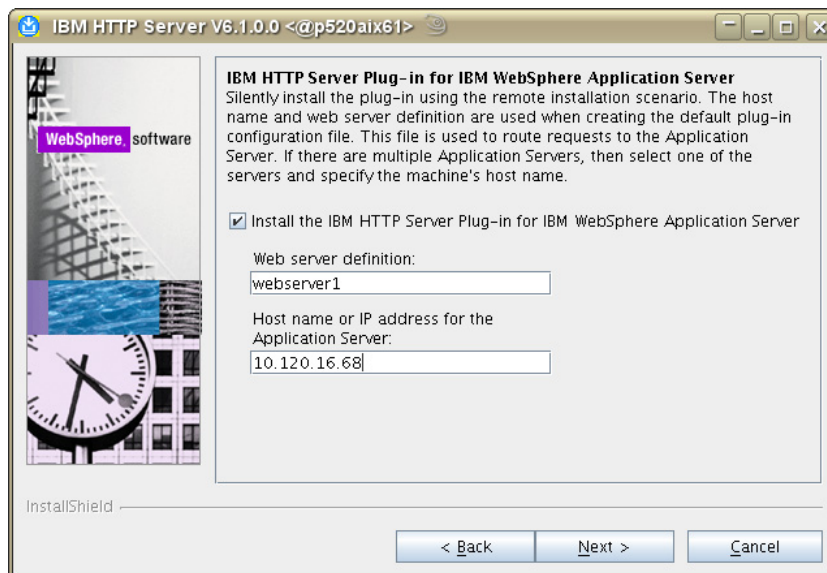 IBM HTTP Server V6.1.0.0 <@p520aix61>
IBM HTTP Server Plug-in for IBM WebSphere Application Server
Silently install the plug-in using the remote installation scenario. The host
name and web server definition are used when creating the default plug-in
configuration file. This file is used to route requests to the Application
Server. If there are multiple Application Servers, then select one of the
servers and specify the machine's host name.
WebSphere. software
Install the IBM HTTP Server Plug-in for IBM WebSphere Application Server
Web server definition:
webserver1
Host name or IP address for the
Application Server:
10.120.16.68
InstallShield
< Back
Next >
Cancel